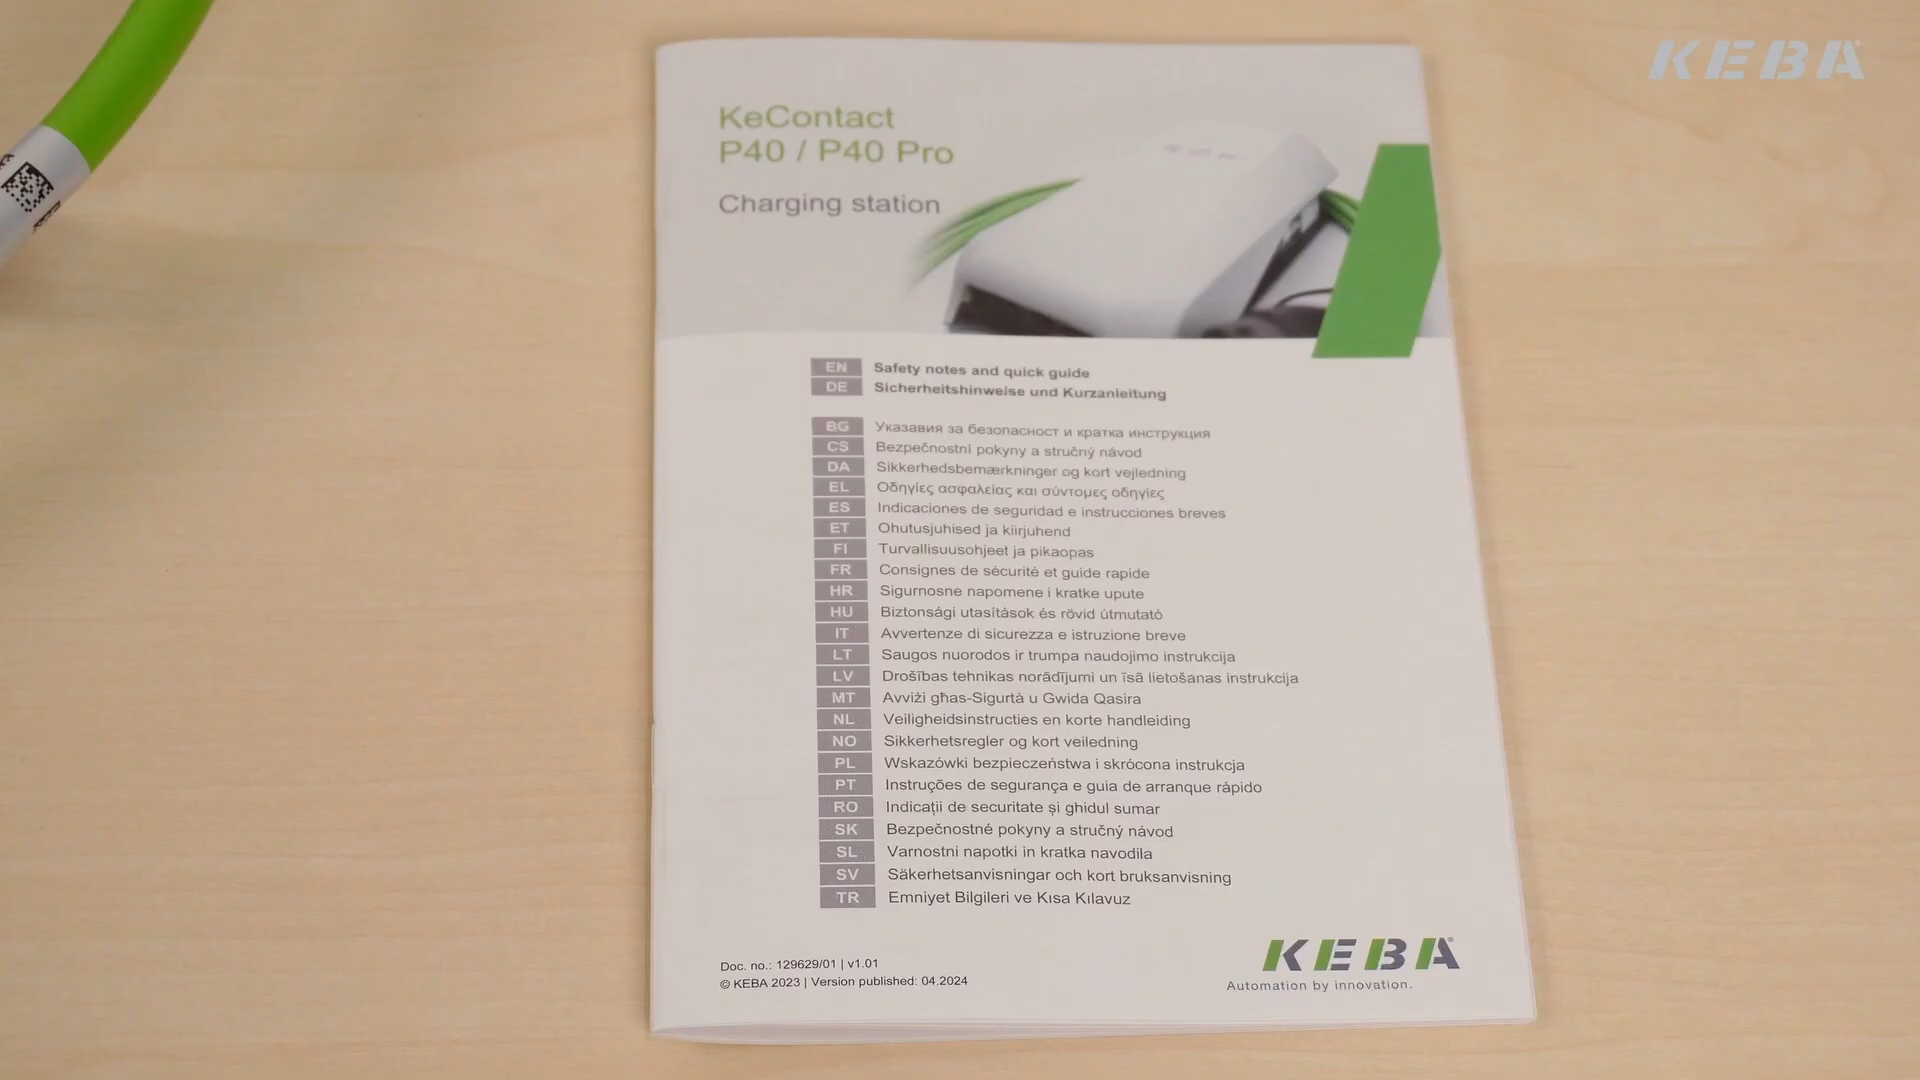 KEBA
KeContact
P40 / P40 Pro
Charging station
EN Safety notes and quick guide
DE Sicherheitshinweise und Kurzanleitung
BG Указавия за безопасност и кратка инструкция
CS Bezpečnostní pokyny a stručný návod
DA Sikkerhedsbemærkninger og kort vejledning
EL Οδηγίες ασφαλείας και σύντομες οδηγίες
ES Indicaciones de seguridad e instrucciones breves
ET Ohutusjuhised ja kiirjuhend
FI Turvallisuusohjeet ja pikaopas
FR Consignes de sécurité et guide rapide
HR Sigurnosne napomene i kratke upute
HU Biztonsági utasítások és rövid útmutató
IT Avvertenze di sicurezza e istruzione breve
LT Saugos nuorodos ir trumpa naudojimo instrukcija
LV Drošības tehnikas norādījumi un īsā lietošanas instrukcija
MT Avviżi għas-Sigurtà u Gwida Qasira
NL Veiligheidsinstructies en korte handleiding
NO Sikkerhetsregler og kort veiledning
PL Wskazówki bezpieczeństwa i skrócona instrukcja
PT Instruções de segurança e guia de arranque rápido
RO Indicații de securitate și ghidul sumar
SK Bezpečnostné pokyny a stručný návod
SL Varnostni napotki in kratka navodila
SV Säkerhetsanvisningar och kort bruksanvisning
TR Emniyet Bilgileri ve Kısa Kılavuz
Doc. no.: 129629/01 | v1.01
© KEBA 2023 | Version published: 04.2024
KEBA
Automation by innovation.